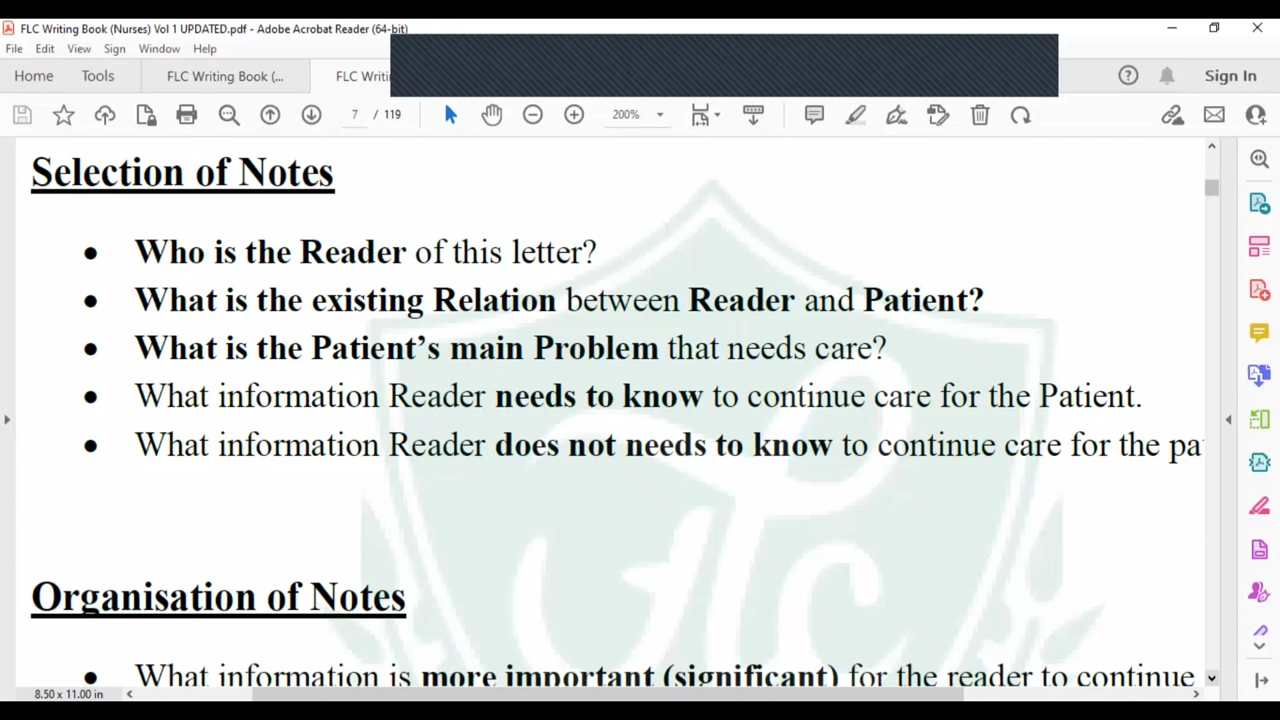 FLC Writing Book (Nurses) Vol 1 UPDATED.pdf - Adobe Acrobat Reader (64-bit)
File Edit View Sign Window Help
Home Tools FLC Writing Book (... FLC Writi Sign In
7 / 119 200%
Selection of Notes
• Who is the Reader of this letter?
• What is the existing Relation between Reader and Patient?
• What is the Patient’s main Problem that needs care?
• What information Reader needs to know to continue care for the Patient.
• What information Reader does not needs to know to continue care for the pa
Organisation of Notes
• What information is more important (significant) for the reader to continue
8.50 x 11.00 in